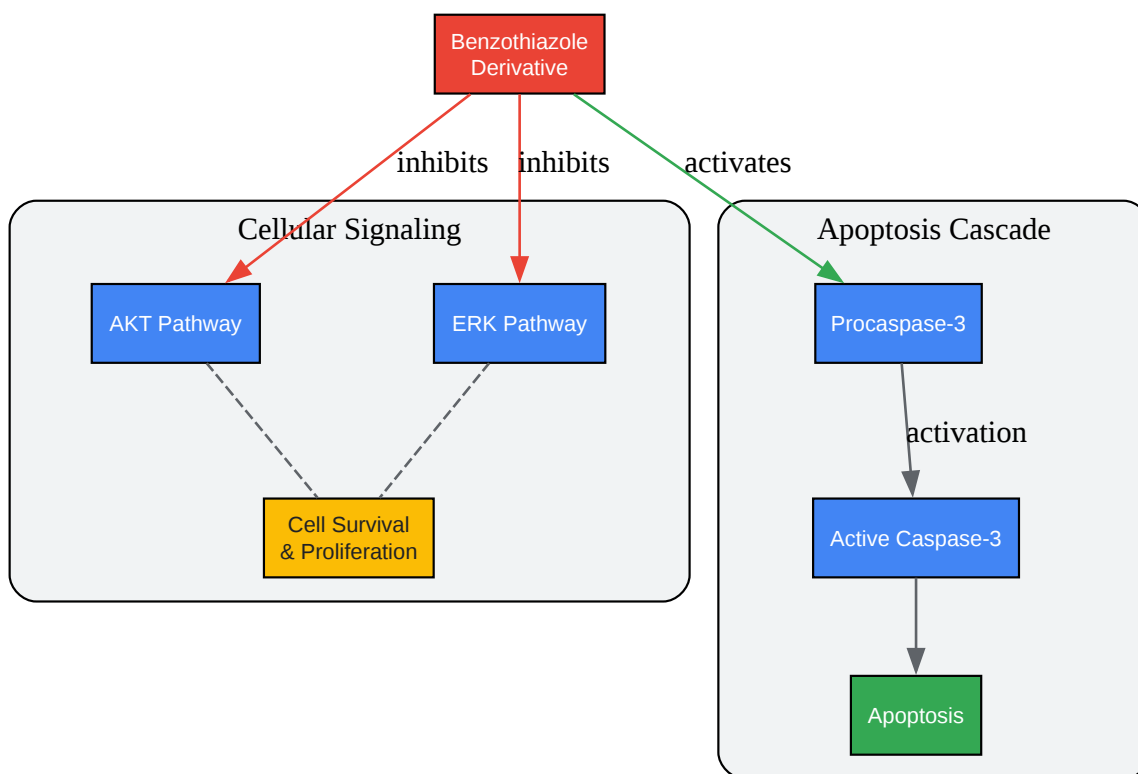 Benzothiazole
Derivative
inhibits
inhibits
activates
Cellular Signaling
Apoptosis Cascade
AKT Pathway
ERK Pathway
Procaspase-3
activation
Cell Survival
& Proliferation
Active Caspase-3
Apoptosis